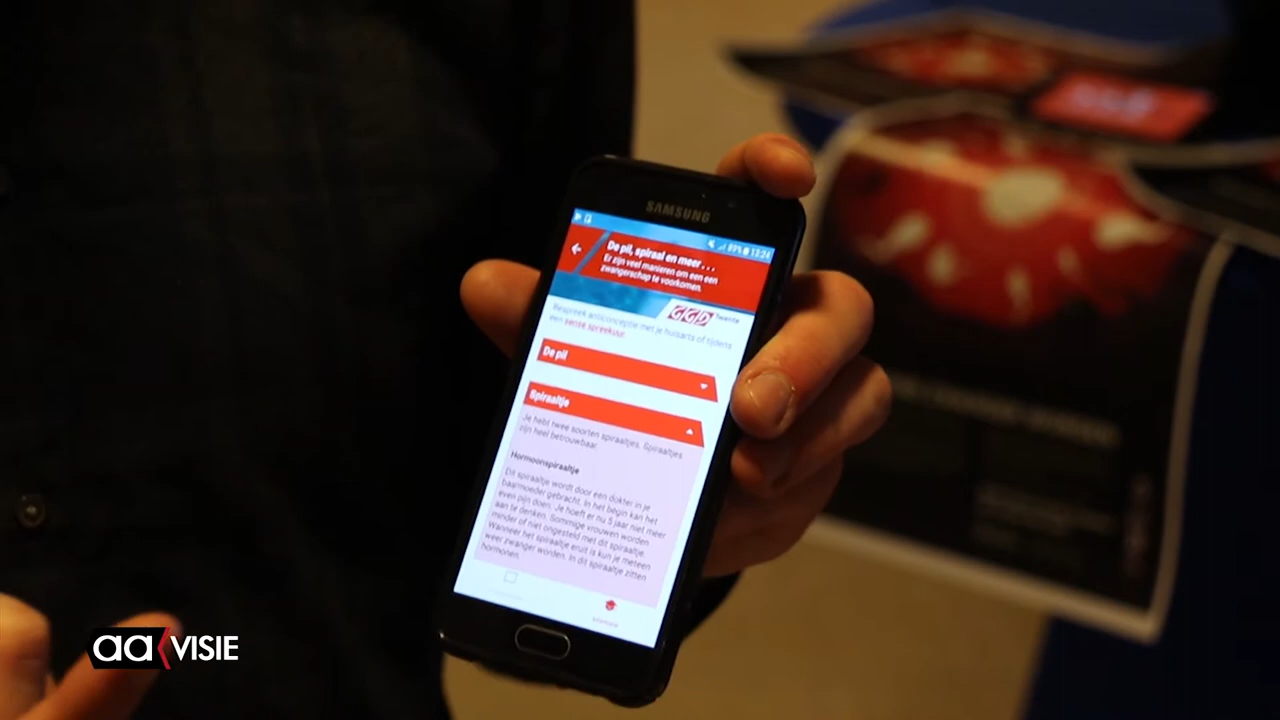 SAMSUNG
89% 13:24
De pil, spiraal en meer . . .
Er zijn veel manieren om een een
zwangerschap te voorkomen.
GGD Twente
Bespreek anticonceptie met je huisarts of tijdens
een sense spreekuur.
De pil
Spiraaltje
Je hebt twee soorten spiraaltjes. Spiraaltjes
zijn heel betrouwbaar.
Hormoonspiraaltje
Dit spiraaltje wordt door een dokter in je
baarmoeder gebracht. In het begin kan het
even pijn doen. Je hoeft er nu 5 jaar niet meer
aan te denken. Sommige vrouwen worden
minder of niet ongesteld met dit spiraaltje.
Wanneer het spiraaltje eruit is kun je meteen
weer zwanger worden. In dit spiraaltje zitten
hormonen.
aa VISIE